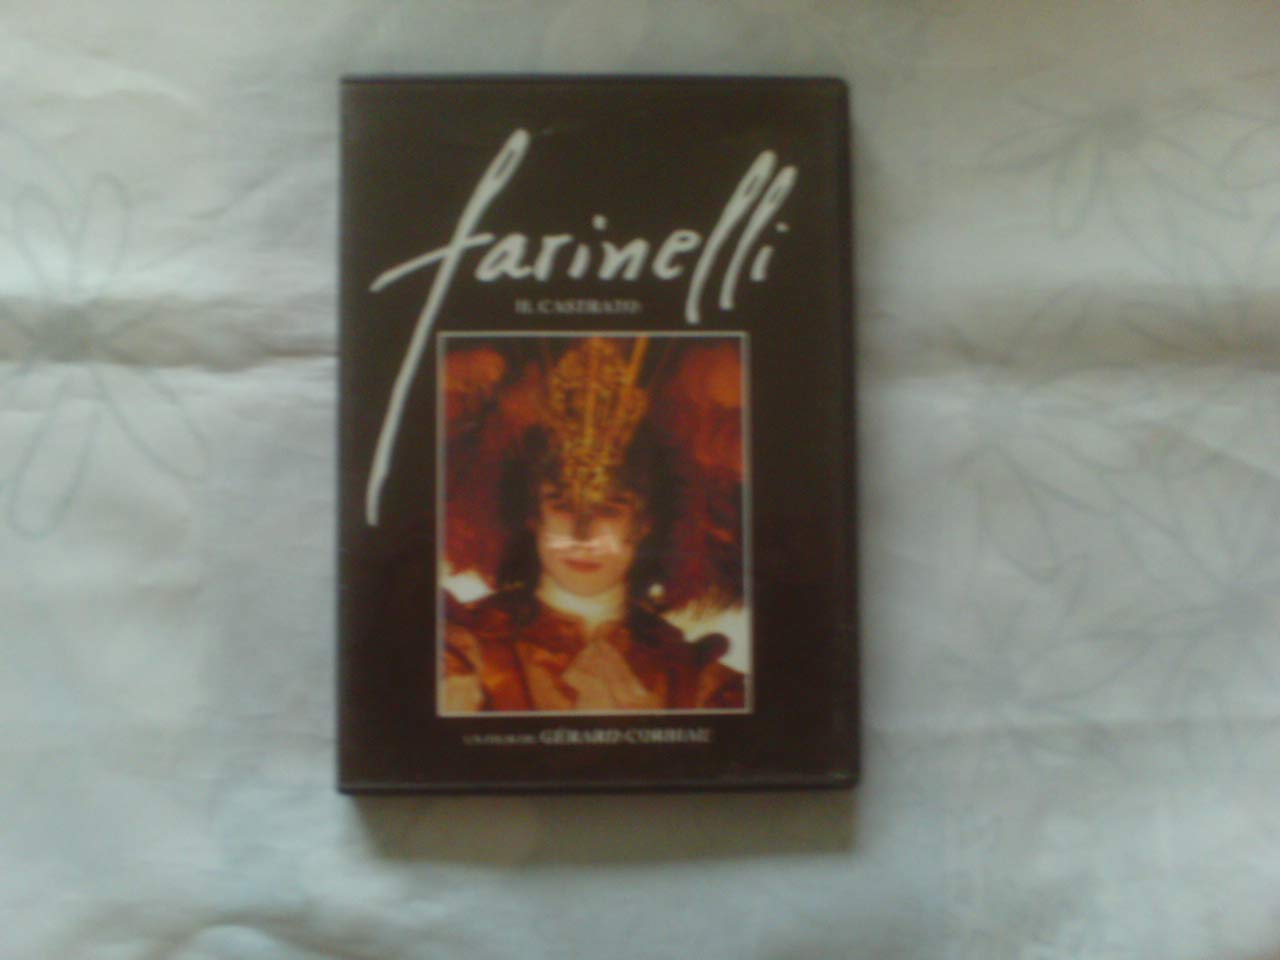 farinelli
IL CASTRATO
UN FILM DE GÉRARD CORBIAU